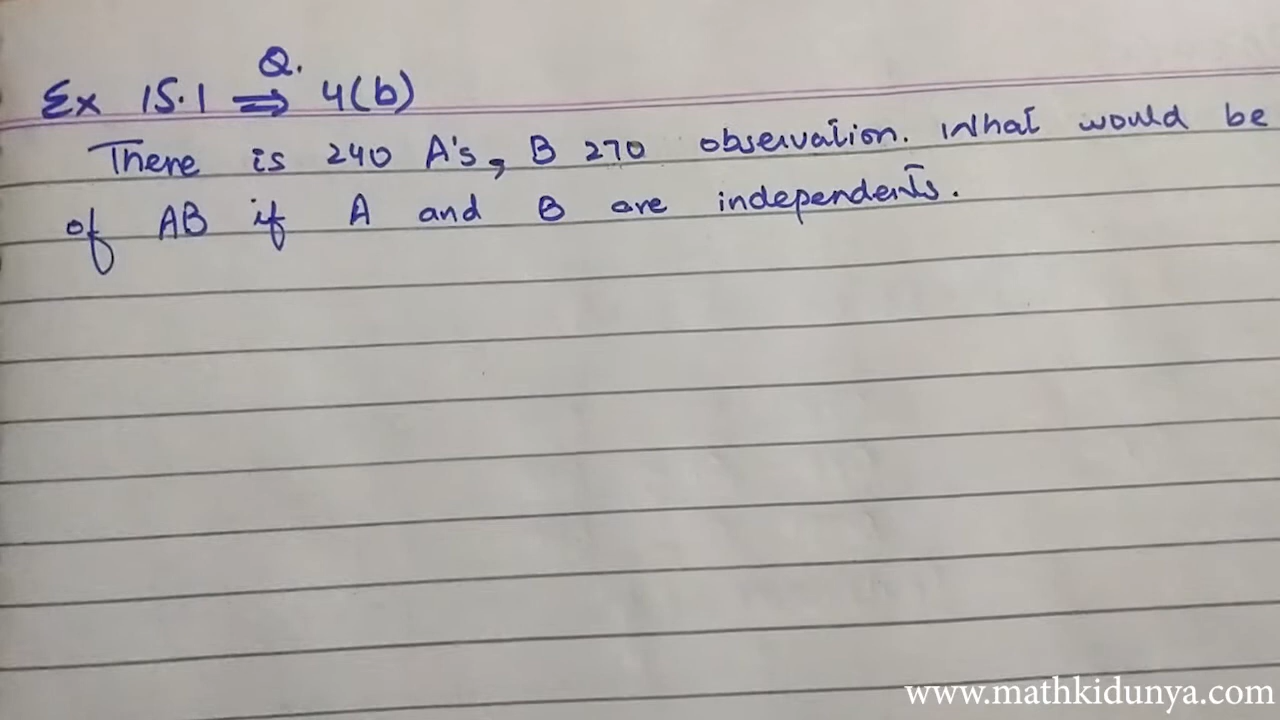 Ex 15.1 ⇒ Q. 4(b)
There is 240 A's, B 270 observation. What would be
of AB if A and B are independents.
www.mathkidunya.com